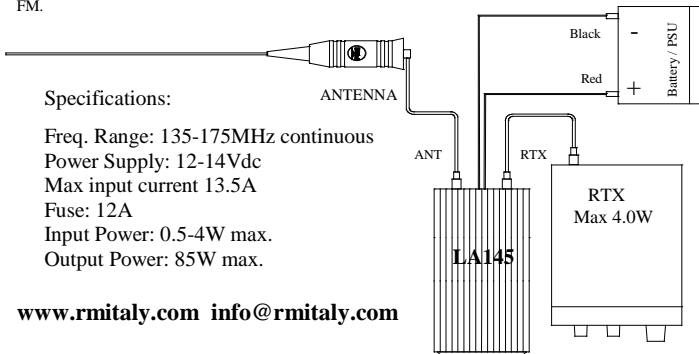 FM.
Black
-
Battery / PSU
Red
+
ANTENNA
ANT
RTX
Specifications:
Freq. Range: 135-175MHz continuous
Power Supply: 12-14Vdc
Max input current 13.5A
Fuse: 12A
Input Power: 0.5-4W max.
Output Power: 85W max.
RTX
Max 4.0W
LA145
www.rmitaly.com info@rmitaly.com